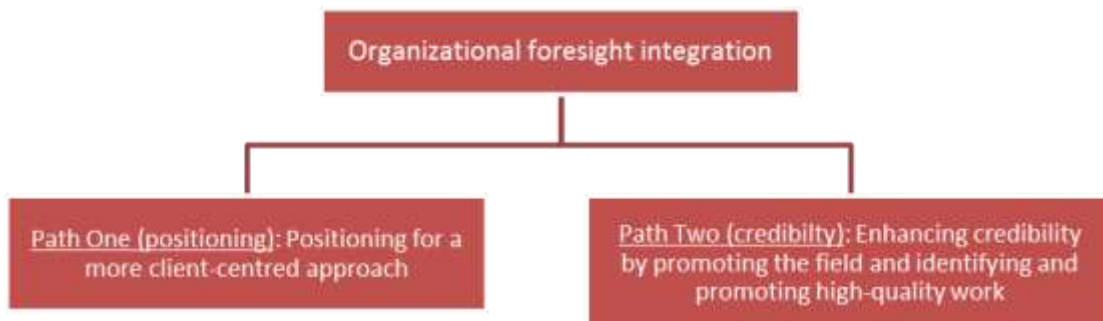 Organizational foresight integration
Path One (positioning): Positioning for a
more client-centred approach
Path Two (credibilty): Enhancing credibility
by promoting the field and identifying and
promoting high-quality work